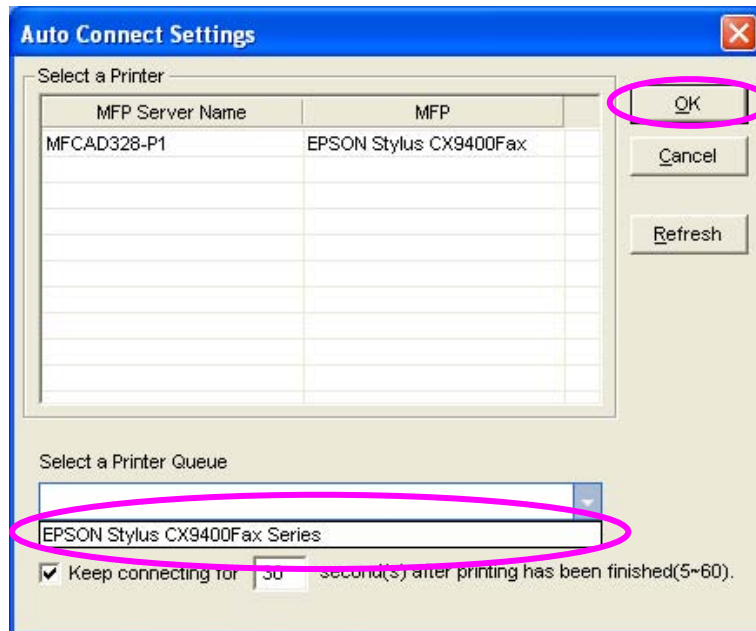 Auto Connect Settings
Select a Printer
MFP Server Name MFP
MFCAD328-P1 EPSON Stylus CX9400Fax
OK
Cancel
Refresh
Select a Printer Queue
EPSON Stylus CX9400Fax Series
Keep connecting for 30 second(s) after printing has been finished(5~60).